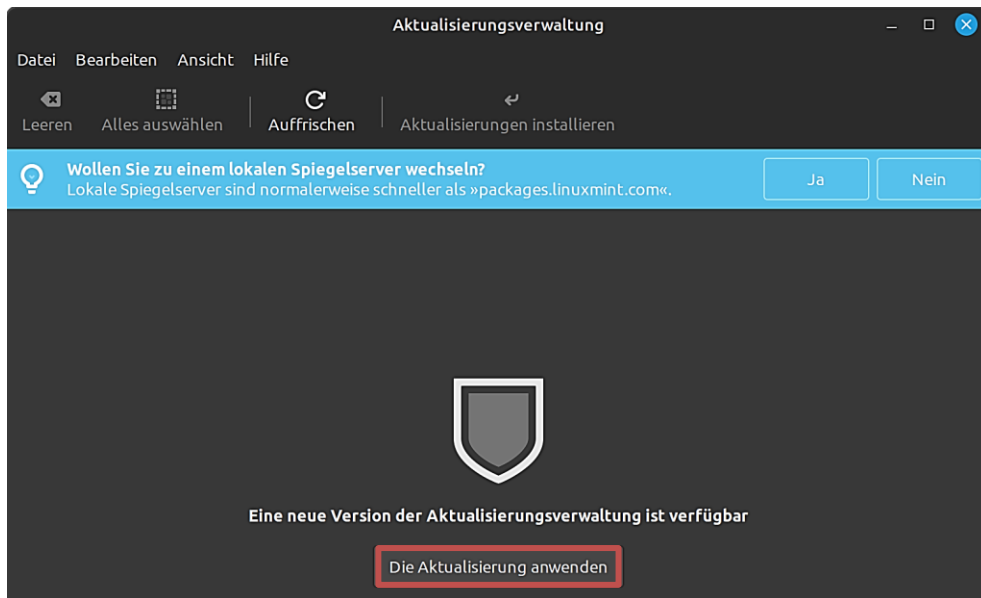 Aktualisierungsverwaltung
Datei Bearbeiten Ansicht Hilfe
Leeren Alles auswählen Auffrischen Aktualisierungen installieren
Wollen Sie zu einem lokalen Spiegelserver wechseln?
Lokale Spiegelserver sind normalerweise schneller als »packages.linuxmint.com«.
Ja Nein
Eine neue Version der Aktualisierungsverwaltung ist verfügbar
Die Aktualisierung anwenden